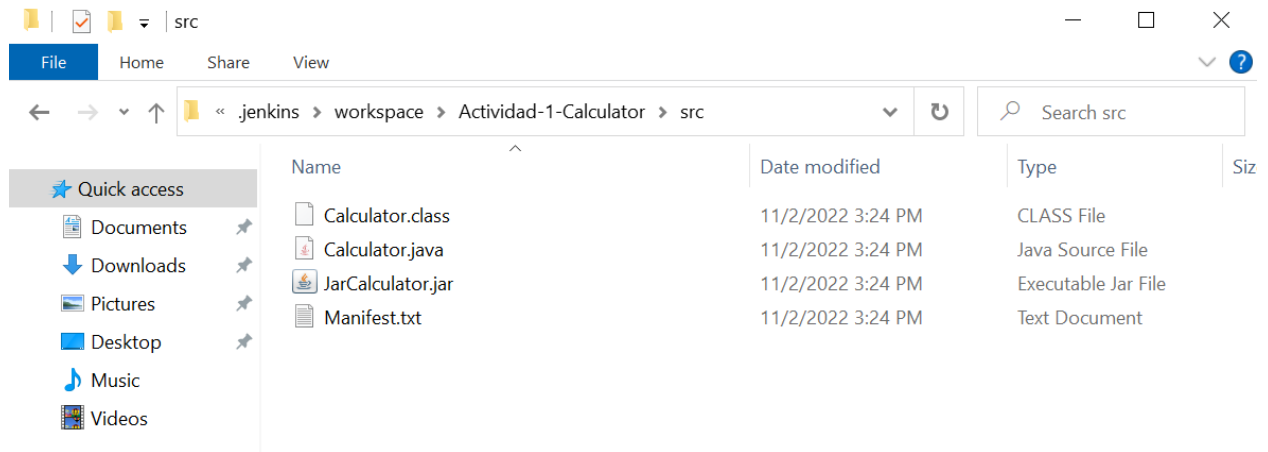 src
File Home Share View
« .jenkins > workspace > Actividad-1-Calculator > src Search src
Name Date modified Type Siz
Quick access
Documents
Downloads
Pictures
Desktop
Music
Videos
Calculator.class 11/2/2022 3:24 PM CLASS File
Calculator.java 11/2/2022 3:24 PM Java Source File
JarCalculator.jar 11/2/2022 3:24 PM Executable Jar File
Manifest.txt 11/2/2022 3:24 PM Text Document